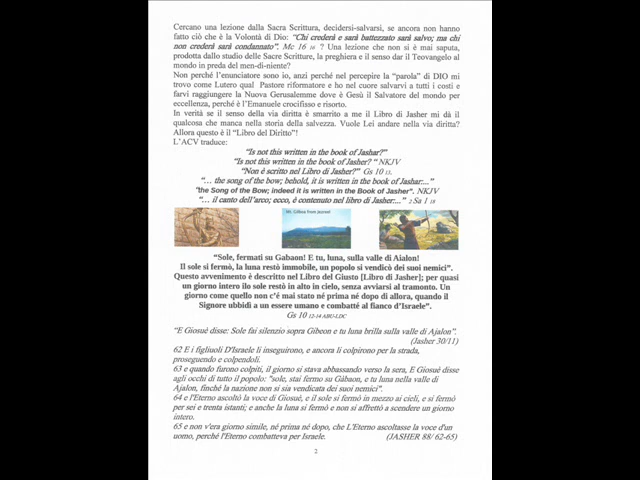 Cercano una lezione dalla Sacra Scrittura, decidersi-salvarsi, se ancora non hanno
fatto ciò che è la Volontà di Dio: “Chi crederà e sarà battezzato sarà salvo; ma chi
non crederà sarà condannato”. Mc 16 16 ? Una lezione che non si è mai saputa,
prodotta dallo studio delle Sacre Scritture, la preghiera e il senso dar il Teovangelo al
mondo in preda del men-di-niente?
Non perché l'enunciatore sono io, anzi perché nel percepire la “parola” di DIO mi
trovo come Lutero qual Pastore riformatore e ho nel cuore salvarvi a tutti i costi e
farvi raggiungere la Nuova Gerusalemme dove è Gesù il Salvatore del mondo per
eccellenza, perché è l'Emanuele crocifisso e risorto.
In verità se il senso della via diritta è smarrito a me il Libro di Jasher mi dà il
qualcosa che manca nella storia della salvezza. Vuole Lei andare nella via diritta?
Allora questo è il “Libro del Diritto”!
L'ACV traduce:
“Is not this written in the book of Jashar?”
“Is not this written in the book of Jasher? “ NKJV
“Non è scritto nel Libro di Jasher?” Gs 10 13.
“… the song of the bow; behold, it is written in the book of Jashar....”
“the Song of the Bow; indeed it is written in the Book of Jasher”. NKJV
“… il canto dell'arco; ecco, è contenuto nel libro di Jasher:...” 2 Sa 1 18
Mt. Gilboa from Jezreel
“Sole, fermati su Gabaon! E tu, luna, sulla valle di Aialon!
Il sole si fermò, la luna restò immobile, un popolo si vendicò dei suoi nemici”.
Questo avvenimento è descritto nel Libro del Giusto [Libro di Jasher]; per quasi
un giorno intero ilo sole restò in alto in cielo, senza avviarsi al tramonto. Un
giorno come quello non c'é mai stato né prima né dopo di allora, quando il
Signore ubbidì a un essere umano e combatté al fianco d'Israele”.
Gs 10 12-14 ABU-LDC
“E Giosuè disse: Sole fai silenzio sopra Gibeon e tu luna brilla sulla valle di Ajalon”.
(Jasher 30/11)
62 E i figliuoli D'Israele li inseguirono, e ancora li colpirono per la strada,
proseguendo e colpendoli.
63 e quando furono colpiti, il giorno si stava abbassando verso la sera, E Giosuè disse
agli occhi di tutto il popolo: “sole, stai fermo su Gàbaon, e tu luna nella valle di
Ajalon, finché la nazione non si sia vendicata dei suoi nemici”.
64 e l'Eterno ascoltò la voce di Giosuè, e il sole si fermò in mezzo ai cieli, e si fermò
per sei e trenta istanti; e anche la luna si fermò e non si affrettò a scendere un giorno
intero.
65 e non v'era giorno simile, né prima né dopo, che L'Eterno ascoltasse la voce d'un
uomo, perché l'Eterno combatteva per Israele. (JASHER 88/ 62-65)
2